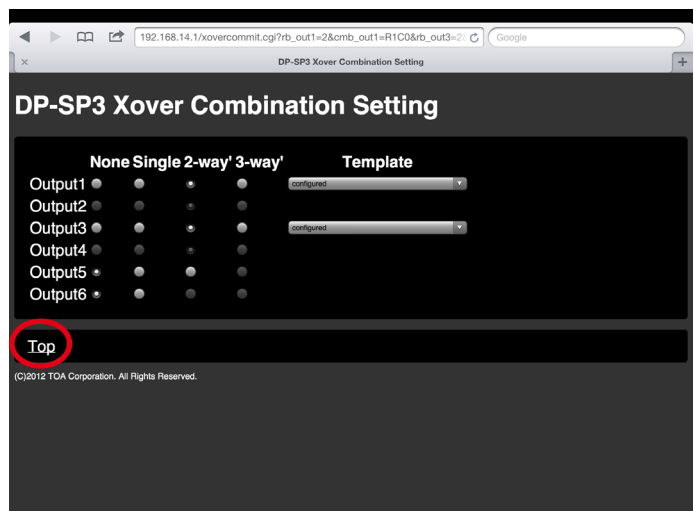 192.168.14.1/xovercommit.cgi?rb_out1=2&cmb_out1=R1C0&rb_out3=2
Google
DP-SP3 Xover Combination Setting
DP-SP3 Xover Combination Setting
None Single 2-way' 3-way' Template
Output1 configured
Output2
Output3 configured
Output4
Output5
Output6
Top
(C)2012 TOA Corporation. All Rights Reserved.